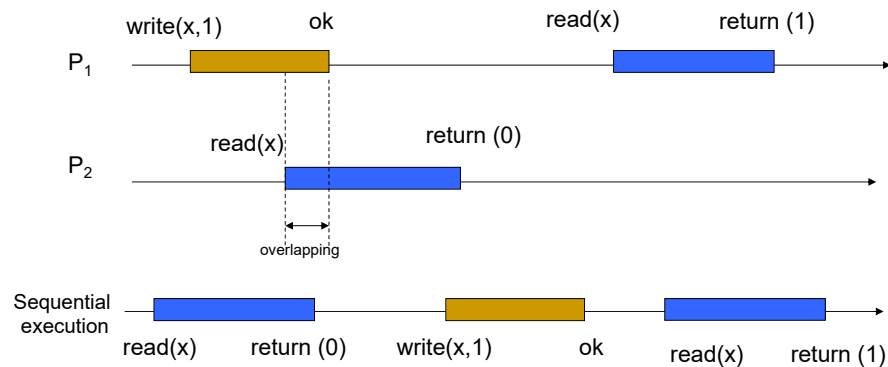 write(x,1) ok read(x) return (1)
P₁
read(x) return (0)
P₂
overlapping
Sequential
execution
read(x) return (0) write(x,1) ok read(x) return (1)